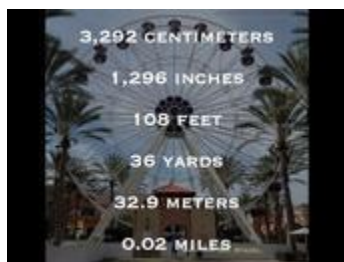 3,292 CENTIMETERS
1,296 INCHES
108 FEET
36 YARDS
32.9 METERS
0.02 MILES